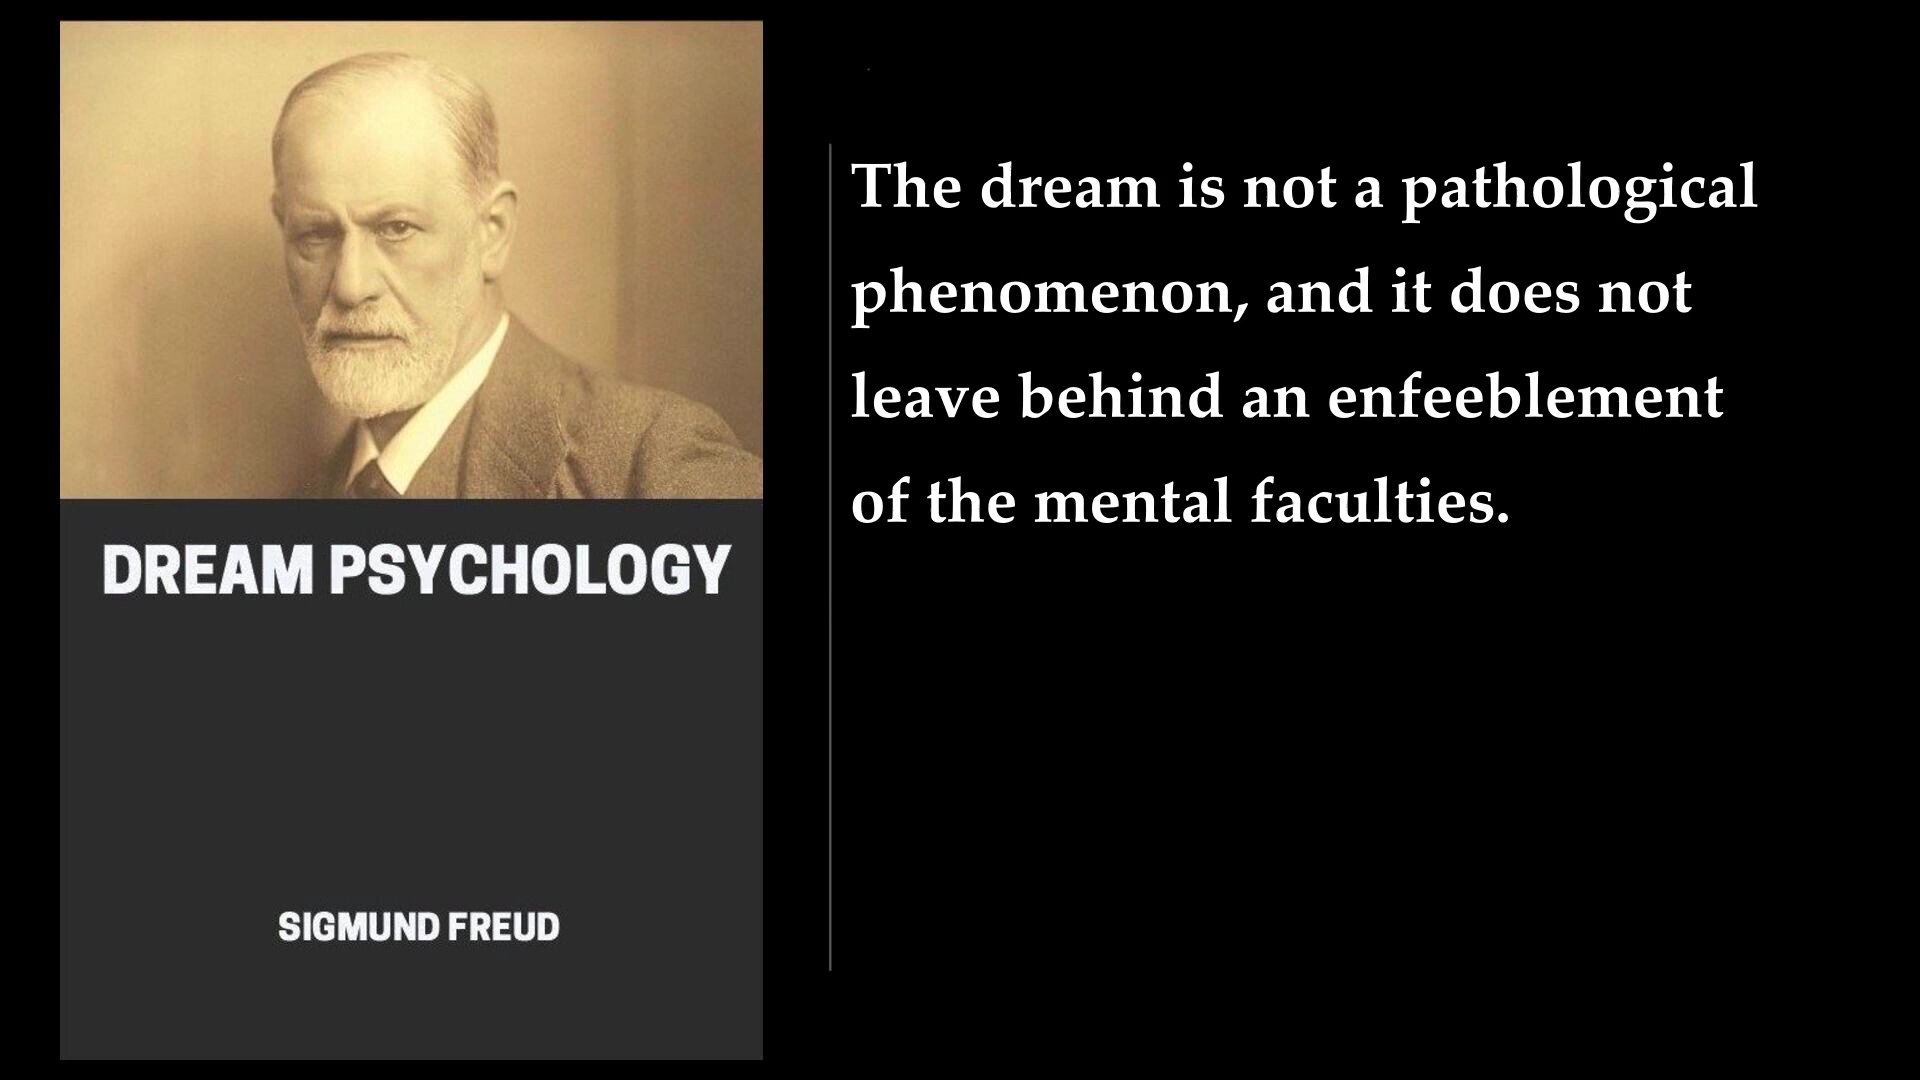 DREAM PSYCHOLOGY
SIGMUND FREUD
The dream is not a pathological
phenomenon, and it does not
leave behind an enfeeblement
of the mental faculties.